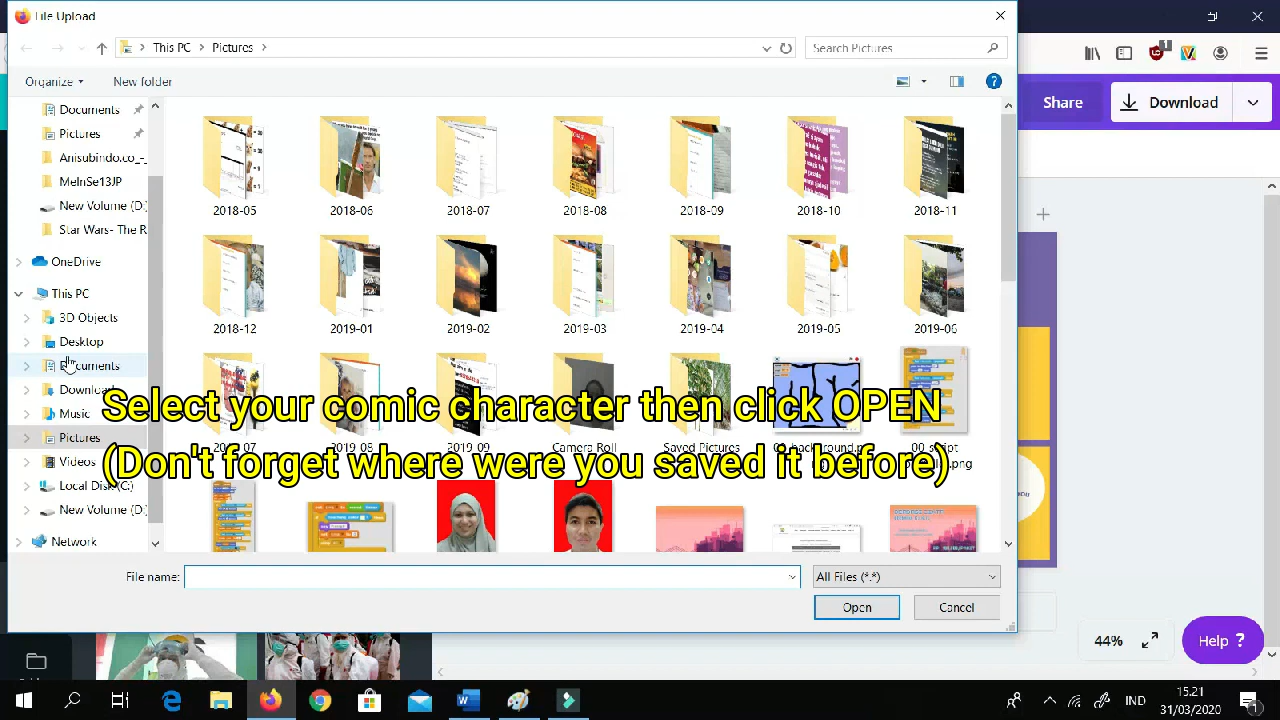 File Upload
This PC > Pictures >
Search Pictures
Organize
New folder
Share
Download
Documents
Pictures
Anisubindo.co_-_
MeInSe13JP
New Volume (D:)
Star Wars- The R
OneDrive
This PC
3D Objects
Desktop
Music
Pictures
Videos
Local Disk (C:)
New Volume (D:)
Network
2018-05
2018-06
2018-07
2018-08
2018-09
2018-10
2018-11
2018-12
2019-01
2019-02
2019-03
2019-04
2019-05
2019-06
2019-09
Camera Roll
Saved Pictures
Select your comic character then click OPEN
(Don't forget where were you saved it before)
File name:
All Files (*.*)
Open
Cancel
44%
Help ?
IND
15.21
31/03/2020